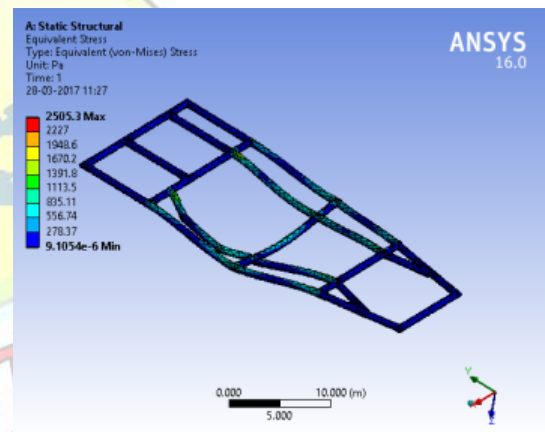 A: Static Structural
Equivalent Stress
Type: Equivalent (von-Mises) Stress
Unit: Pa
Time: 1
28-03-2017 11:27
ANSYS
16.0
2505.3 Max
2227
1948.6
1670.2
1391.8
1113.5
835.11
556.74
278.37
9.1054e-6 Min
0.000 10.000 (m)
5.000
Y
Z